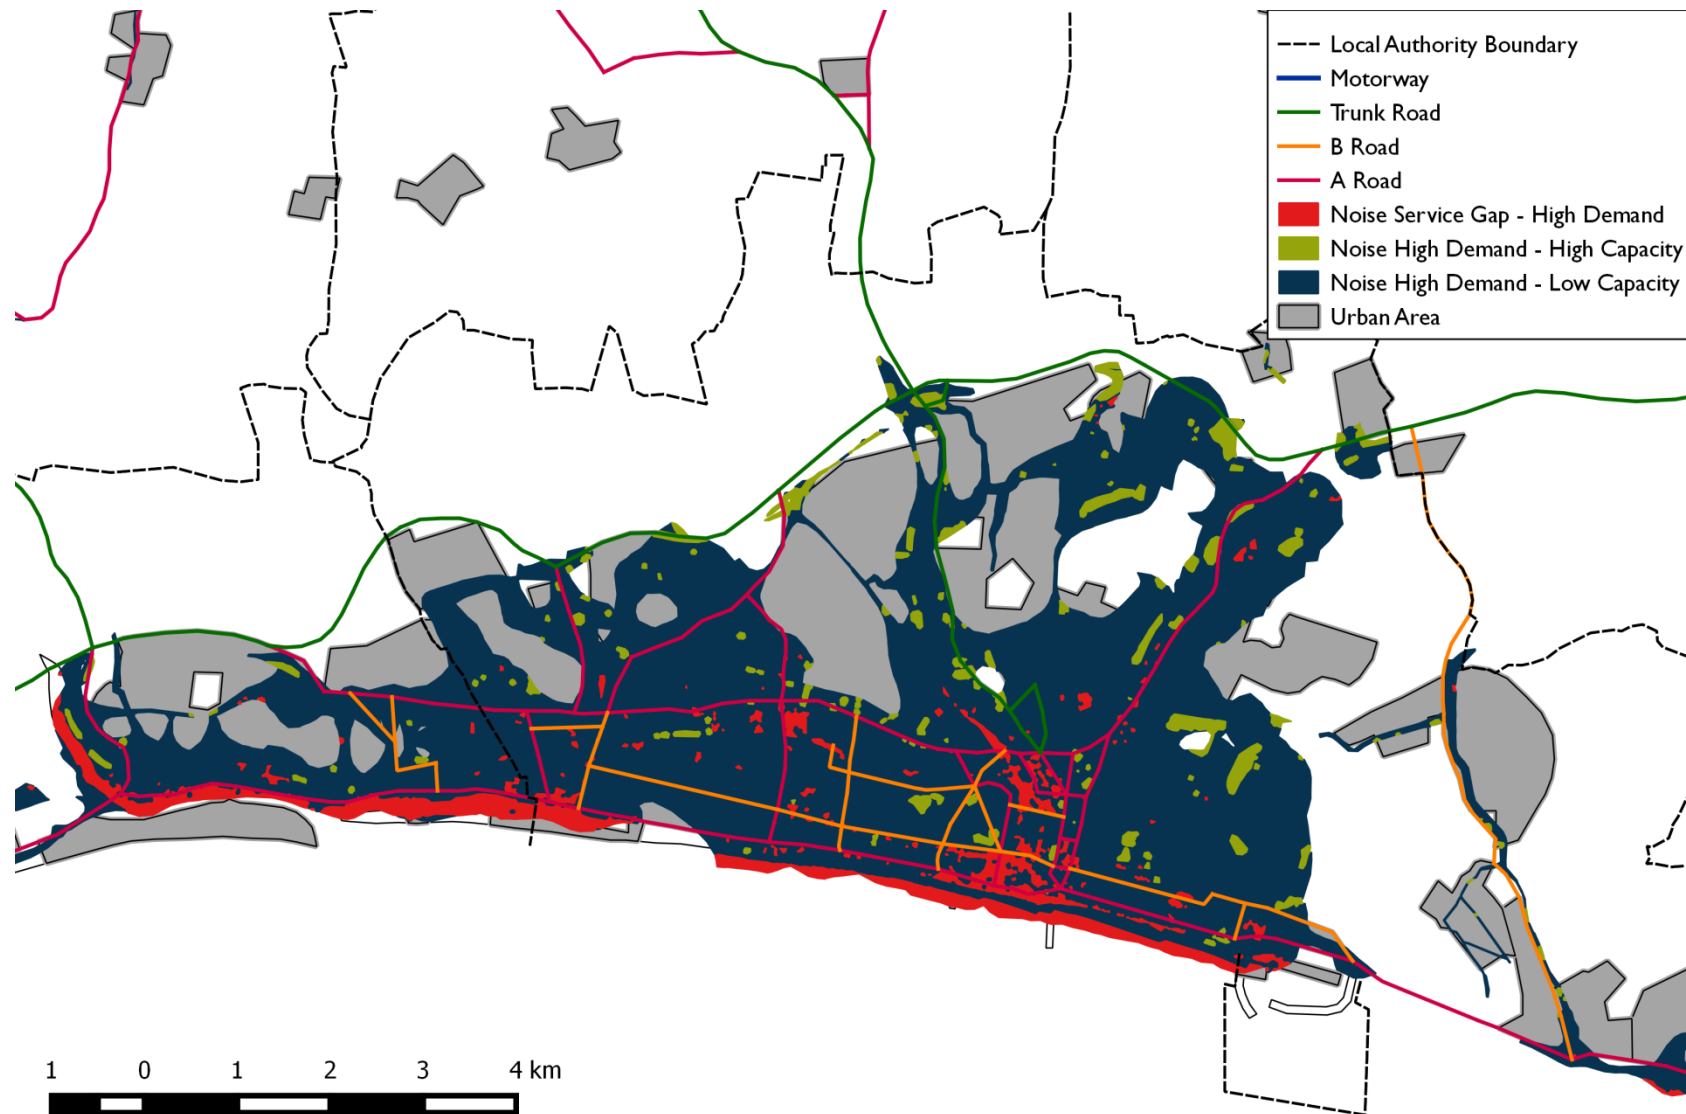 Local Authority Boundary
Motorway
Trunk Road
B Road
A Road
Noise Service Gap - High Demand
Noise High Demand - High Capacity
Noise High Demand - Low Capacity
Urban Area
1 0 1 2 3 4 km